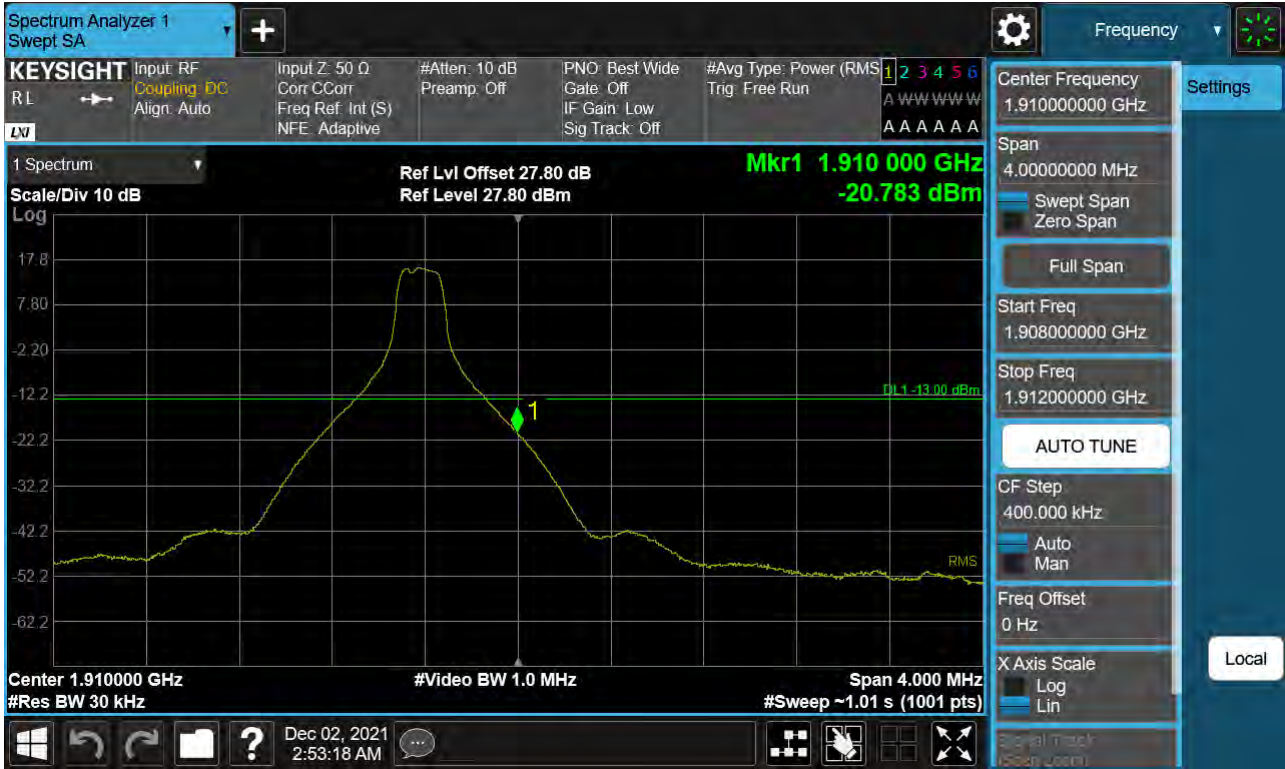 Spectrum Analyzer 1
Swept SA
Frequency
KEYSIGHT
RL
LXI
Input: RF
Coupling: DC
Align: Auto
Input Z: 50 Ω
Corr CCorr
Freq Ref: Int (S)
NFE: Adaptive
#Atten: 10 dB
Preamp: Off
PNO: Best Wide
Gate: Off
IF Gain: Low
Sig Track: Off
#Avg Type: Power (RMS
Trig: Free Run
1 2 3 4 5 6
A W W W W W
A A A A A A
1 Spectrum
Scale/Div 10 dB
Log
Ref Lvl Offset 27.80 dB
Ref Level 27.80 dBm
Mkr1 1.910 000 GHz
-20.783 dBm
17.8
7.80
-2.20
-12.2
-22.2
-32.2
-42.2
-52.2
-62.2
DL1 -13.00 dBm
1
RMS
Center 1.910000 GHz
#Video BW 1.0 MHz
Span 4.000 MHz
#Res BW 30 kHz
#Sweep ~1.01 s (1001 pts)
Center Frequency
1.910000000 GHz
Settings
Span
4.00000000 MHz
Swept Span
Zero Span
Full Span
Start Freq
1.908000000 GHz
Stop Freq
1.912000000 GHz
AUTO TUNE
CF Step
400.000 kHz
Auto
Man
Freq Offset
0 Hz
X Axis Scale
Log
Lin
Local
Signal Track
(Span Zoom)
?
Dec 02, 2021
2:53:18 AM